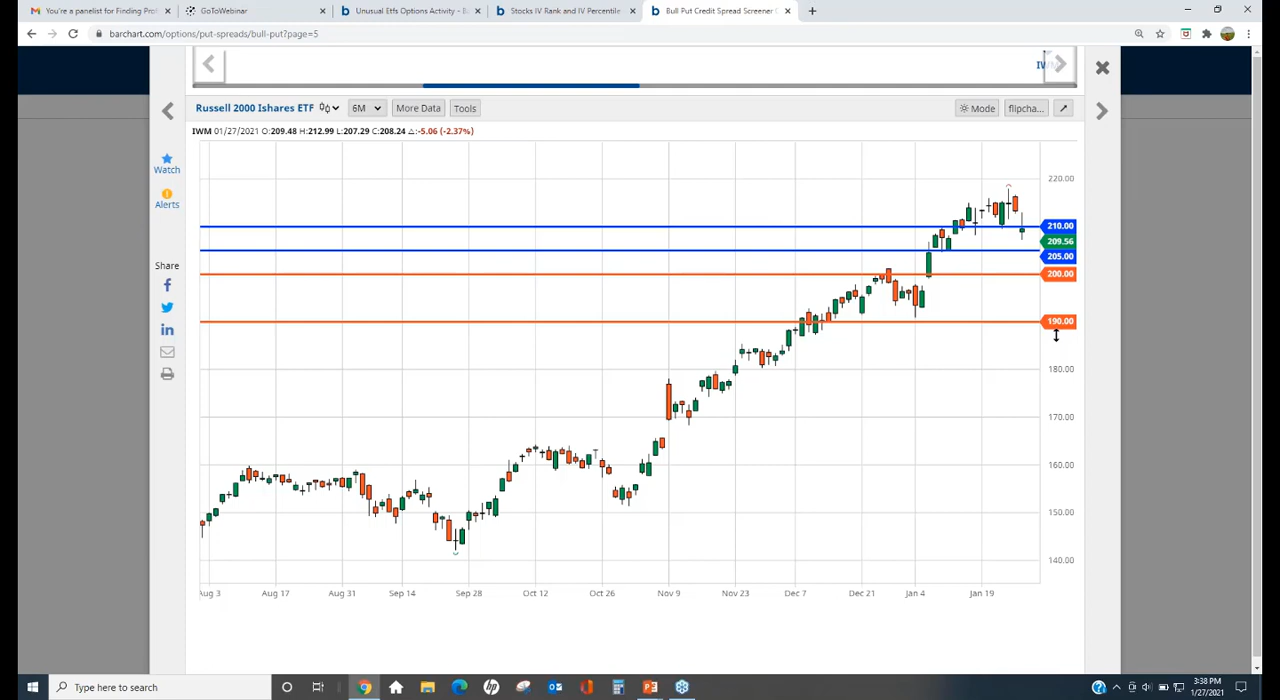 You're a panelist for Finding Pro
GoToWebinar
Unusual Etfs Options Activity - B
Stocks IV Rank and IV Percentile
Bull Put Credit Spread Screener
barchart.com/options/put-spreads/bull-put?page=5
Russell 2000 Ishares ETF
6M
More Data
Tools
Mode
flipcha...
IWM 01/27/2021 O:209.48 H:212.99 L:207.29 C:208.24 △:-5.06 (-2.37%)
Watch
Alerts
Share
220.00
210.00
209.56
205.00
200.00
190.00
180.00
170.00
160.00
150.00
140.00
Aug 3 Aug 17 Aug 31 Sep 14 Sep 28 Oct 12 Oct 26 Nov 9 Nov 23 Dec 7 Dec 21 Jan 4 Jan 19
Type here to search
3:38 PM
1/27/2021